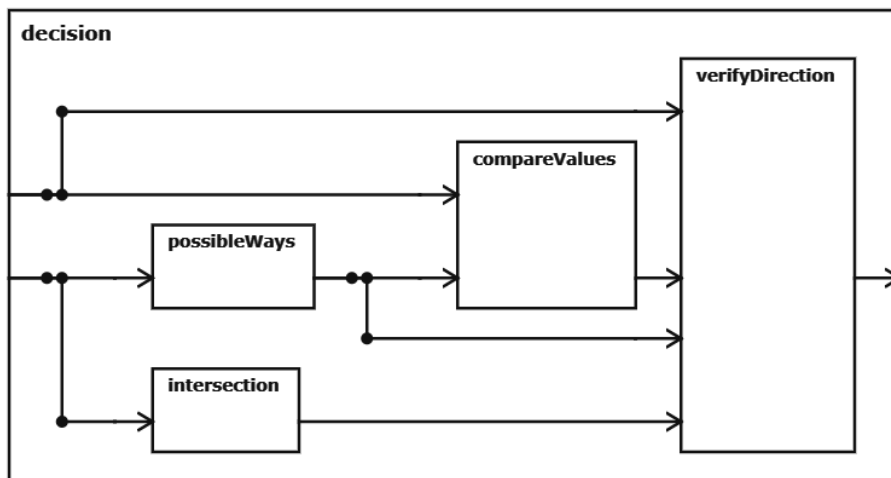 decision
verifyDirection
compareValues
possibleWays
intersection